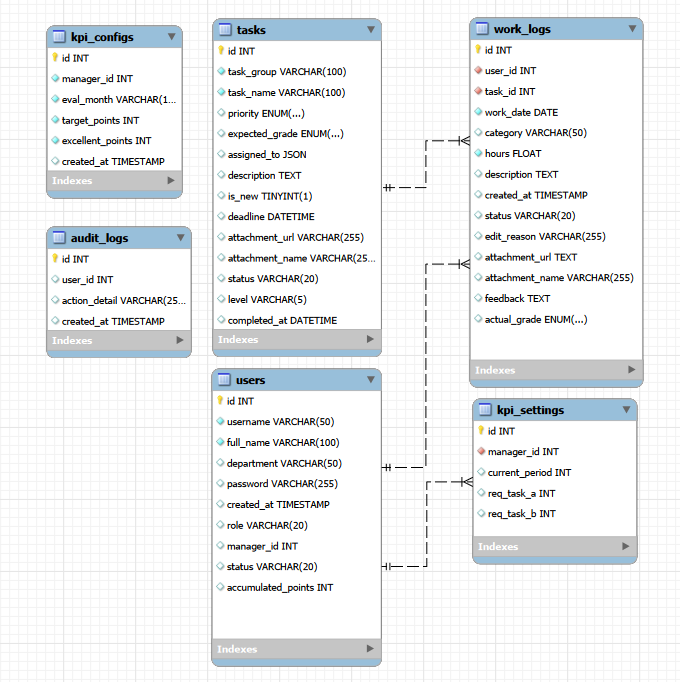 kpi_configs
id INT
manager_id INT
eval_month VARCHAR(1...
target_points INT
excellent_points INT
created_at TIMESTAMP
Indexes
audit_logs
id INT
user_id INT
action_detail VARCHAR(25...
created_at TIMESTAMP
Indexes
tasks
id INT
task_group VARCHAR(100)
task_name VARCHAR(100)
priority ENUM(...)
expected_grade ENUM(...)
assigned_to JSON
description TEXT
is_new TINYINT(1)
deadline DATETIME
attachment_url VARCHAR(255)
attachment_name VARCHAR(25...
status VARCHAR(20)
level VARCHAR(5)
completed_at DATETIME
Indexes
users
id INT
username VARCHAR(50)
full_name VARCHAR(100)
department VARCHAR(50)
password VARCHAR(255)
created_at TIMESTAMP
role VARCHAR(20)
manager_id INT
status VARCHAR(20)
accumulated_points INT
Indexes
work_logs
id INT
user_id INT
task_id INT
work_date DATE
category VARCHAR(50)
hours FLOAT
description TEXT
created_at TIMESTAMP
status VARCHAR(20)
edit_reason VARCHAR(255)
attachment_url TEXT
attachment_name VARCHAR(255)
feedback TEXT
actual_grade ENUM(...)
Indexes
kpi_settings
id INT
manager_id INT
current_period INT
req_task_a INT
req_task_b INT
Indexes